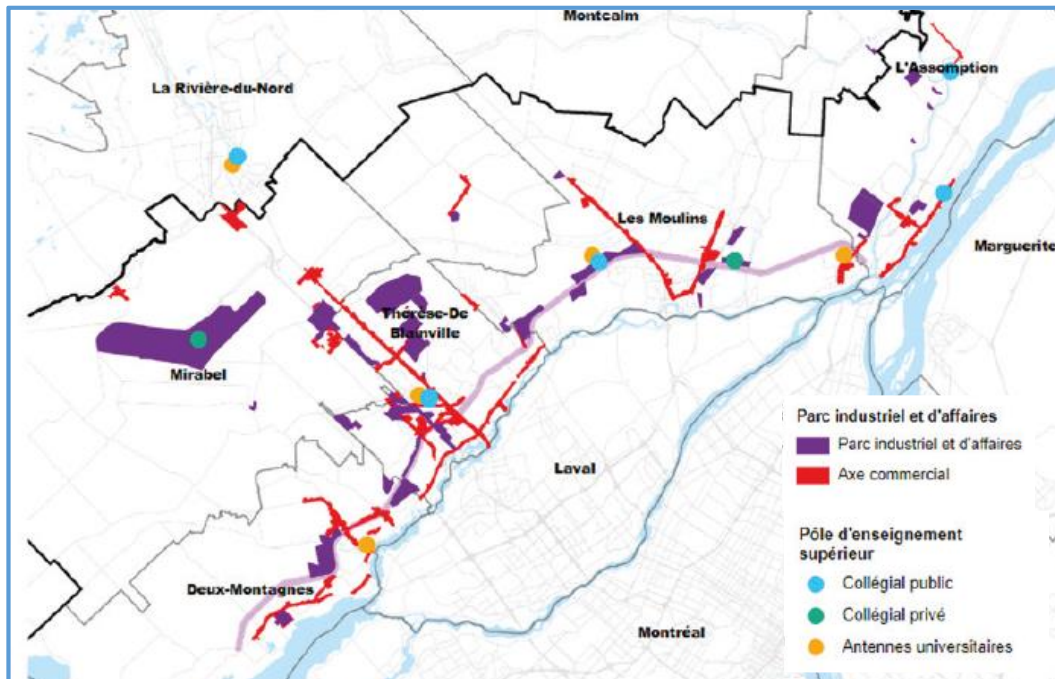 Montcalm
L'Assomption
La Rivière-du-Nord
Les Moulins
Marguerite
Thérèse-De
Blainville
Mirabel
Laval
Deux-Montagnes
Montréal
Parc industriel et d'affaires
Parc industriel et d'affaires
Axe commercial
Pôle d'enseignement
supérieur
Collégial public
Collégial privé
Antennes universitaires